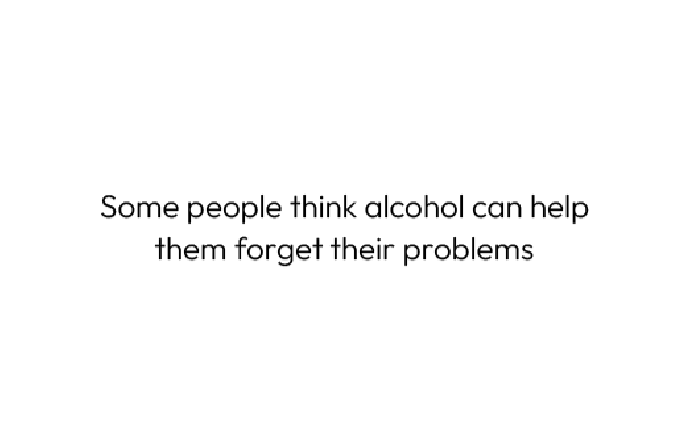 Some people think alcohol can help
them forget their problems